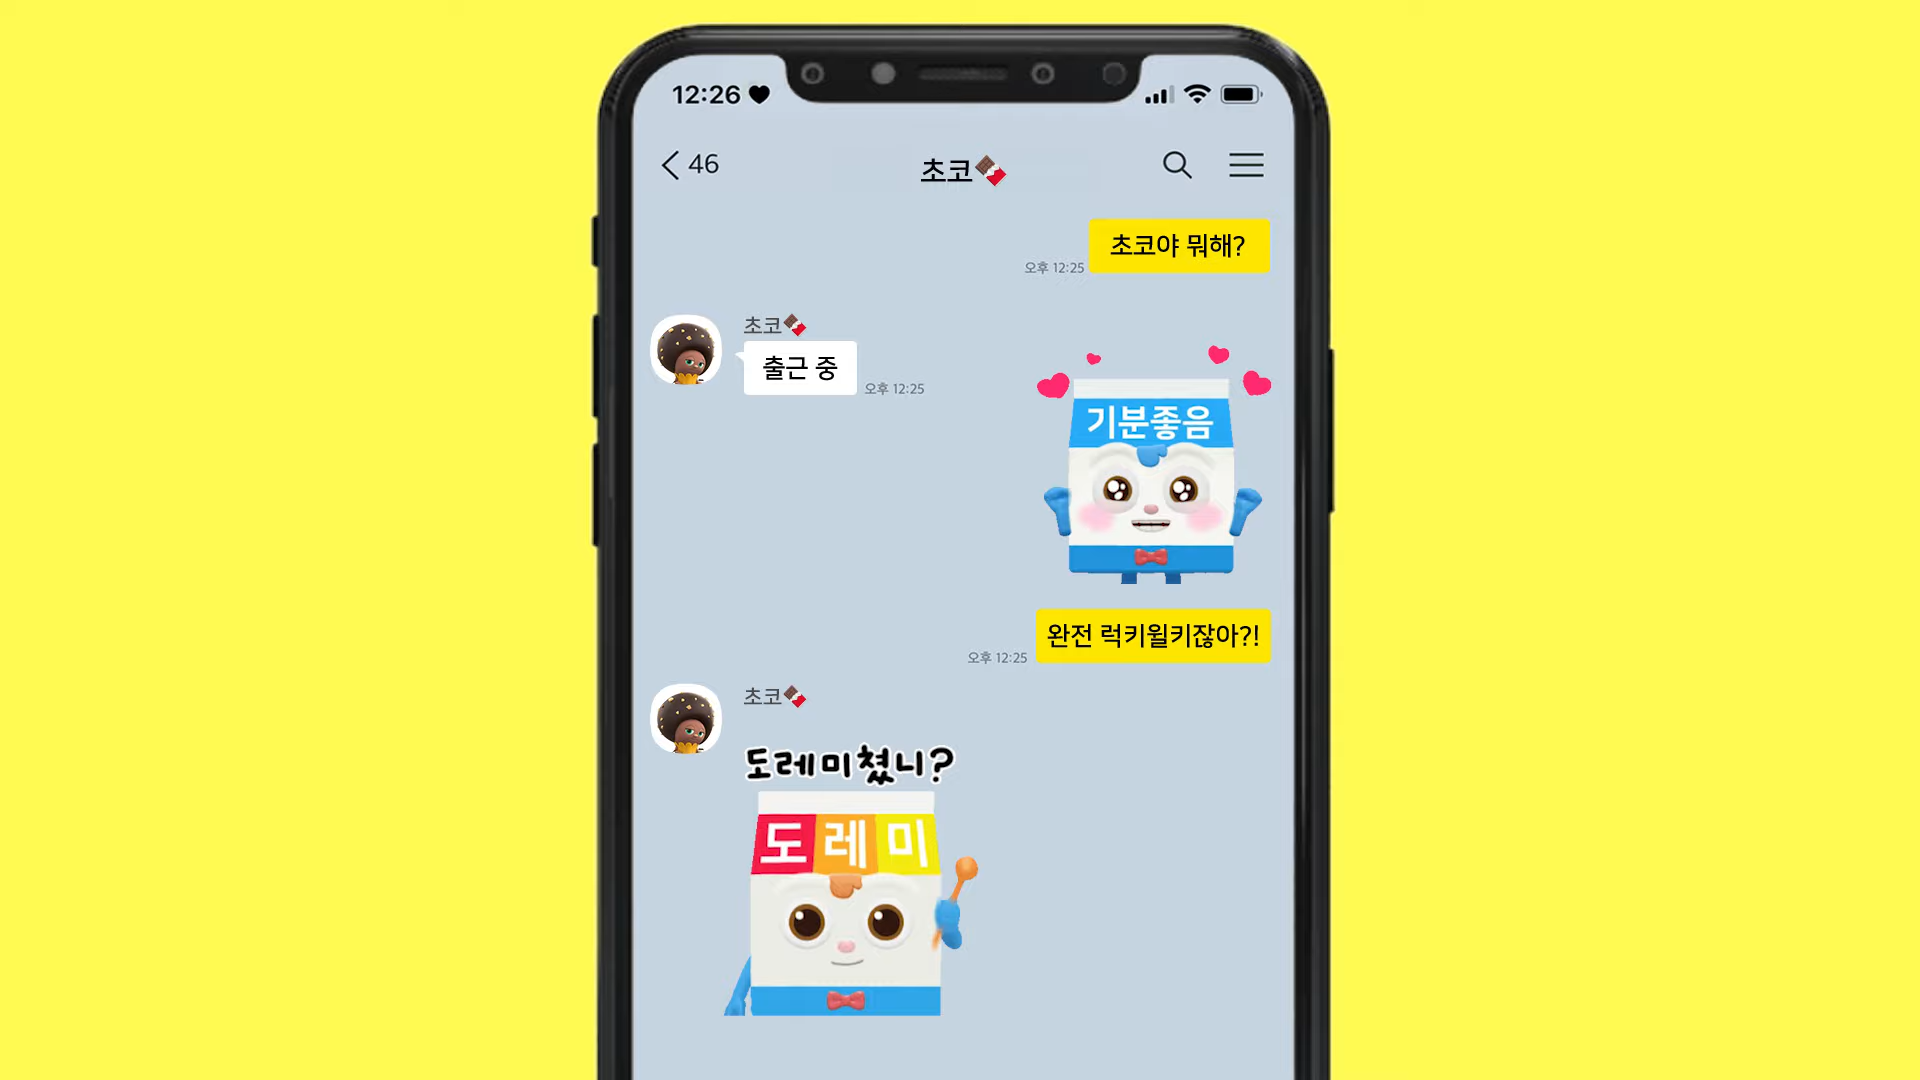 12:26
46
초코
초코야 뭐해?
오후 12:25
초코
출근 중
오후 12:25
기분좋음
완전 럭키윌키잖아?!
오후 12:25
초코
도레미쳤니?
도레미